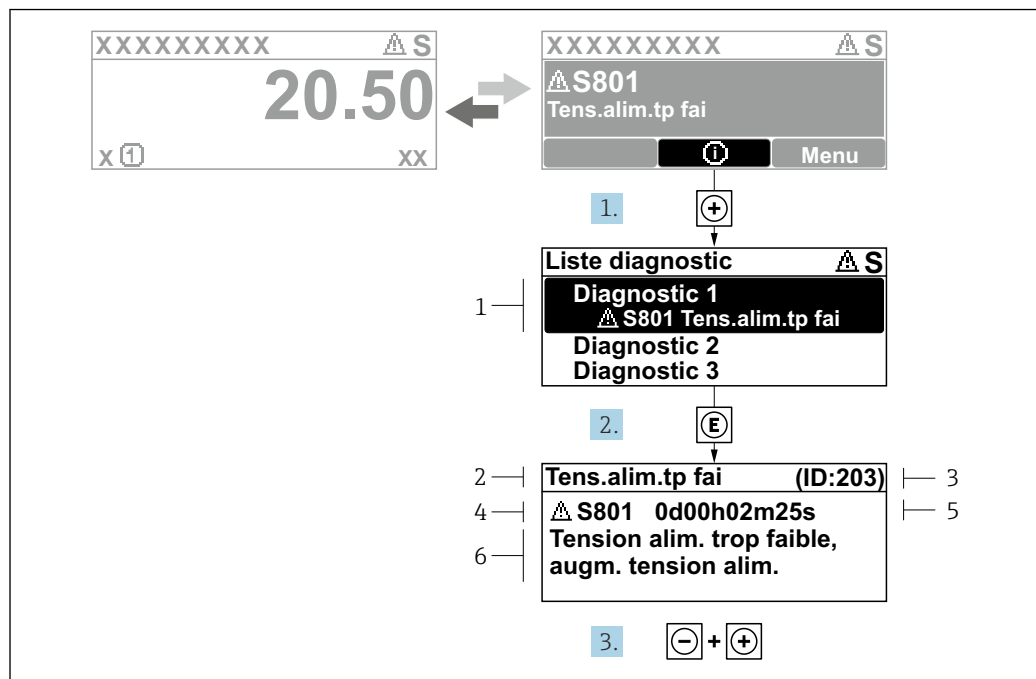 XXXXXXXXX ⚠ S
20.50
x ① xx
XXXXXXXXX ⚠ S
⚠ S801
Tens.alim.tp fai
ⓘ Menu
1. +
Liste diagnostic ⚠ S
1
Diagnostic 1
⚠ S801 Tens.alim.tp fai
Diagnostic 2
Diagnostic 3
2. E
2 Tens.alim.tp fai (ID:203) 3
4 ⚠ S801 0d00h02m25s 5
6 Tension alim. trop faible,
augm. tension alim.
3. - + +